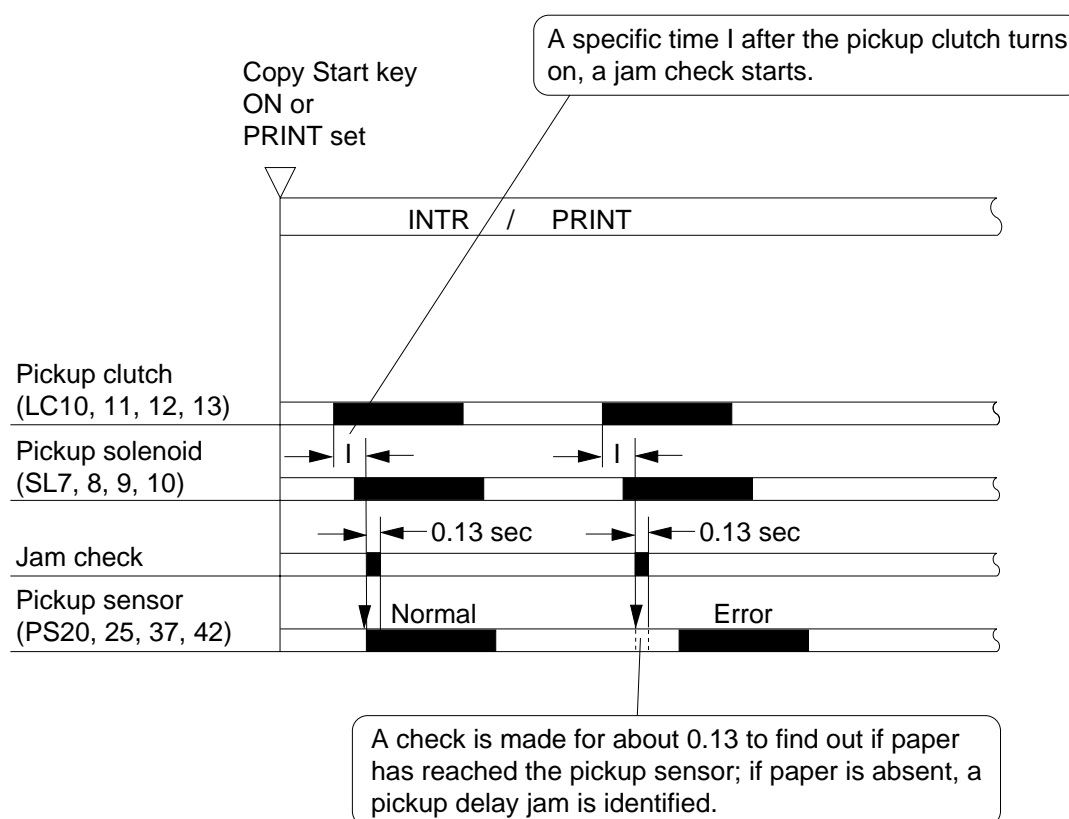 A specific time I after the pickup clutch turns
on, a jam check starts.
Copy Start key
ON or
PRINT set
INTR / PRINT
Pickup clutch
(LC10, 11, 12, 13)
Pickup solenoid
(SL7, 8, 9, 10)
I
I
0.13 sec
0.13 sec
Jam check
Pickup sensor
(PS20, 25, 37, 42)
Normal
Error
A check is made for about 0.13 to find out if paper
has reached the pickup sensor; if paper is absent, a
pickup delay jam is identified.